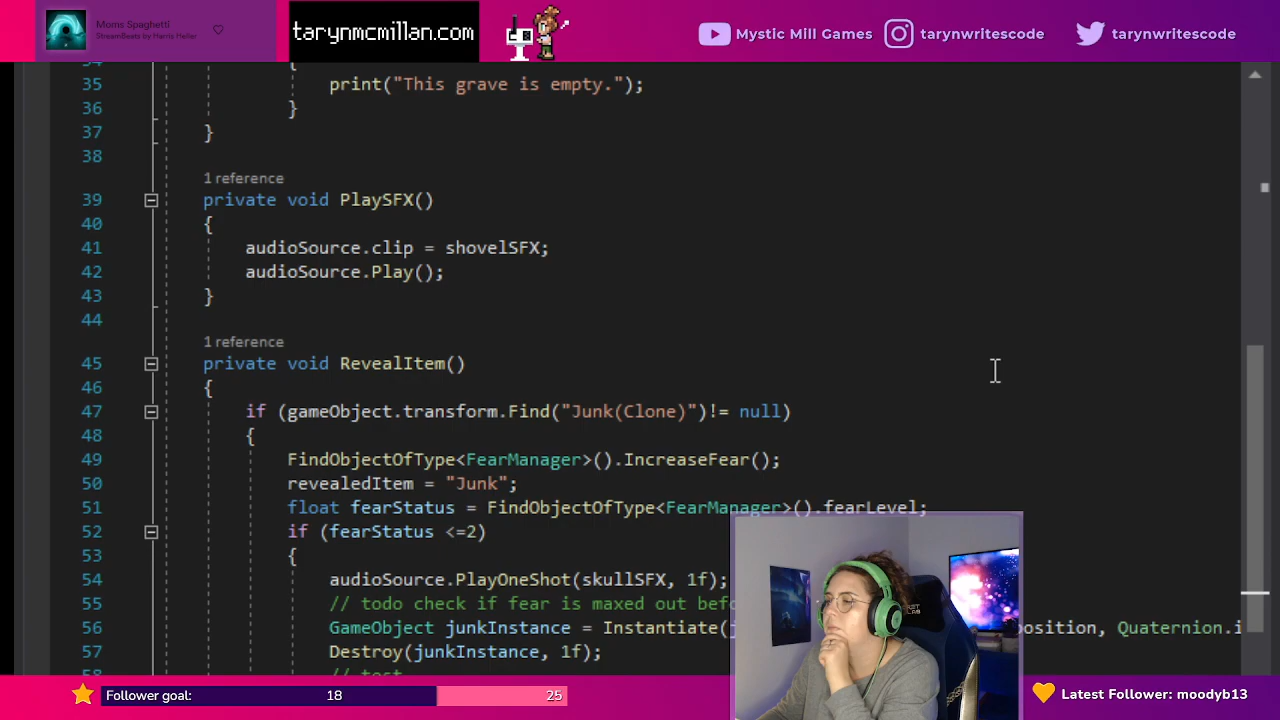 Moms Spaghetti
StreamBeats by Harris Heller
tarynmcmillan.com
Mystic Mill Games
tarynwritescode
tarynwritescode
34
{
35 print("This grave is empty.");
36 }
37 }
38
1 reference
39 private void PlaySFX()
40 {
41 audioSource.clip = shovelSFX;
42 audioSource.Play();
43 }
44
1 reference
45 private void RevealItem()
46 {
47 if (gameObject.transform.Find("Junk(Clone)")!= null)
48 {
49 FindObjectOfType<FearManager>().IncreaseFear();
50 revealedItem = "Junk";
51 float fearStatus = FindObjectOfType<FearManager>().fearLevel;
52 if (fearStatus <=2)
53 {
54 audioSource.PlayOneShot(skullSFX, 1f);
55 // todo check if fear is maxed out
56 GameObject junkInstance = Instantiate( Quaternion.i
57 Destroy(junkInstance, 1f);
58 // test
Follower goal: 18 25
Latest Follower: moodyb13